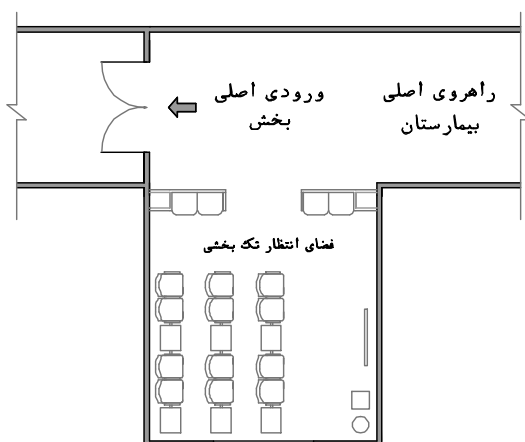 راهروی اصلی
بیمارستان
ورودی اصلی
بخش
فضای انتظار تک بخشی